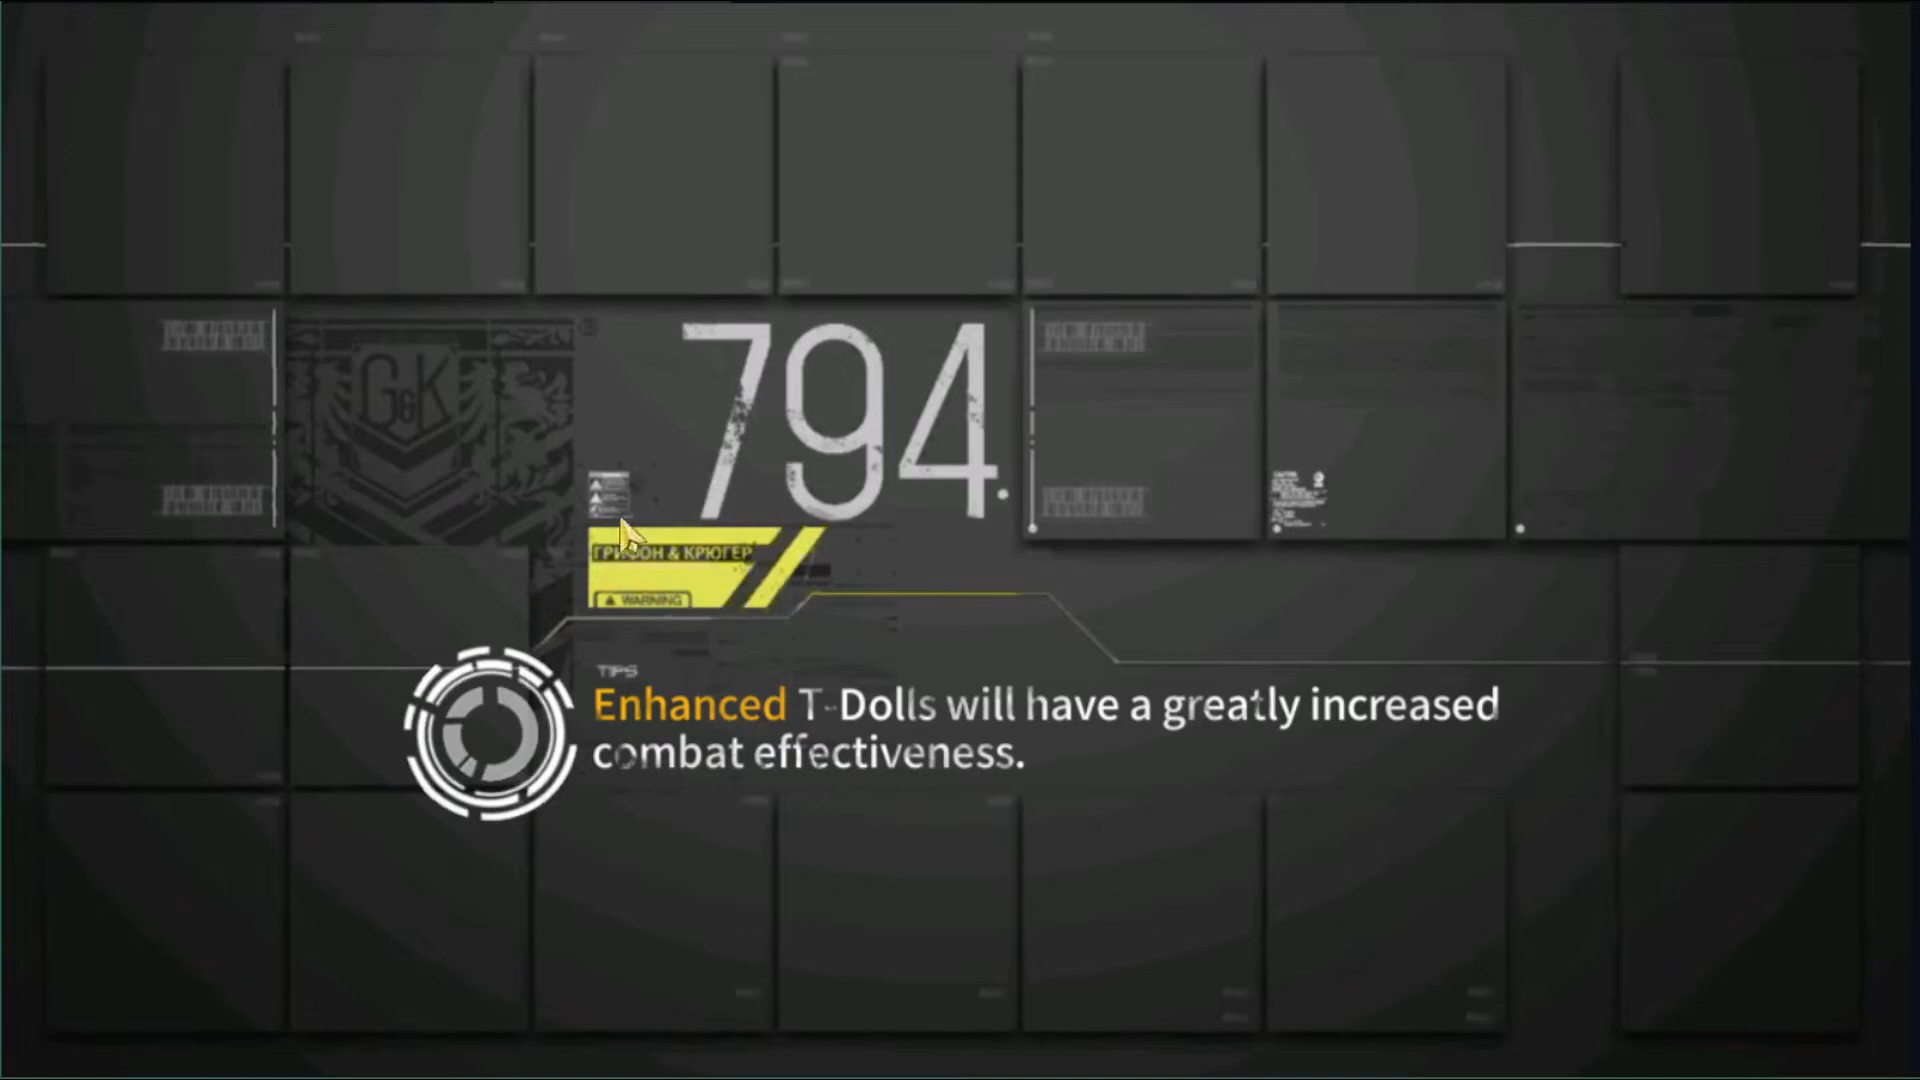 G&K
794.
ГРИФОН & КРЮГЕР
WARNING
TIPS
Enhanced T-Dolls will have a greatly increased
combat effectiveness.